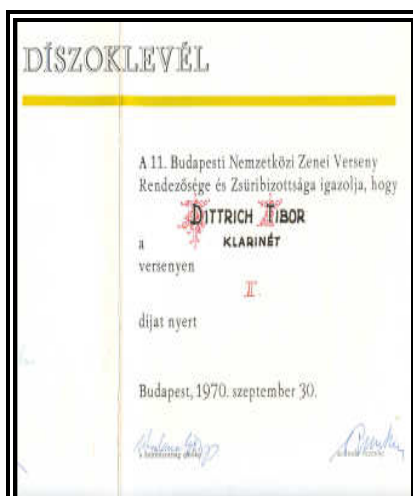 DÍSZOKLEVÉL
A 11. Budapesti Nemzetközi Zenei Verseny
Rendezősége és Zsüribizottsága igazolja, hogy
DITTRICH TIBOR
a KLARINÉT
versenyen
II.
díjat nyert
Budapest, 1970. szeptember 30.